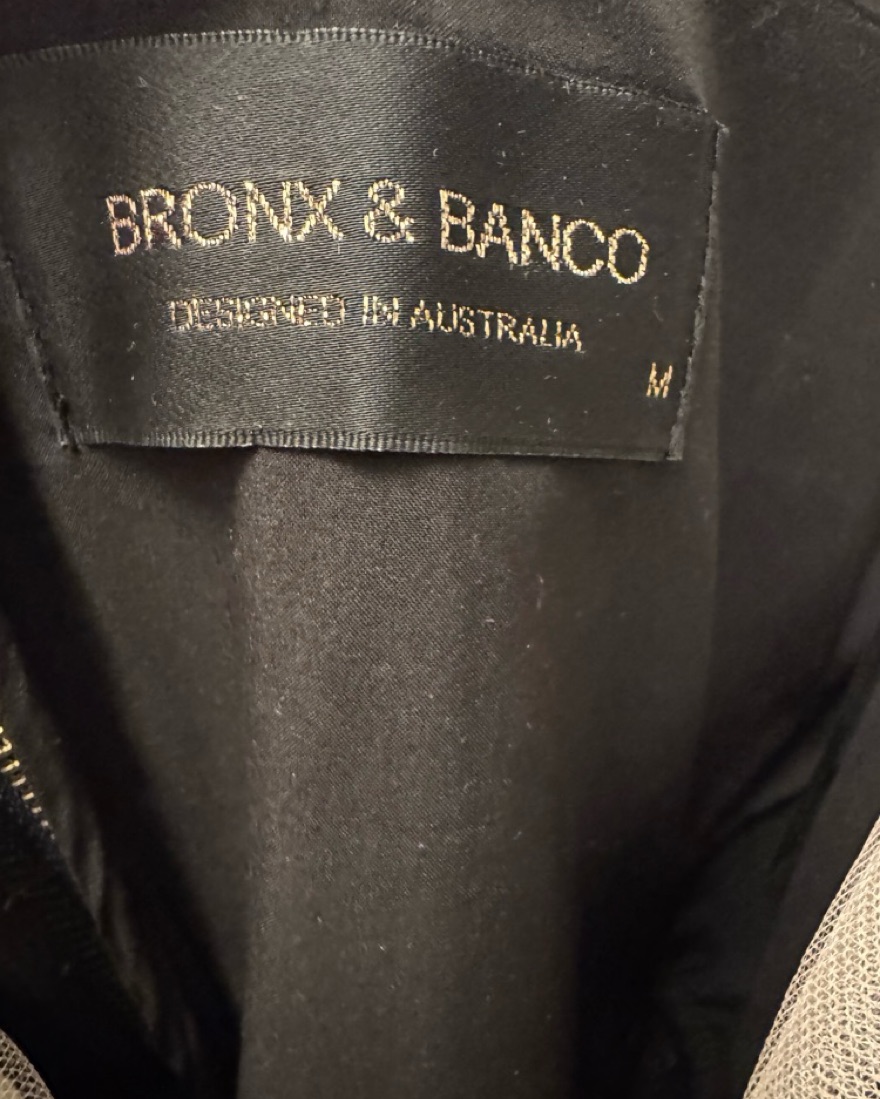 BRONX & BANCO
DESIGNED IN AUSTRALIA
M